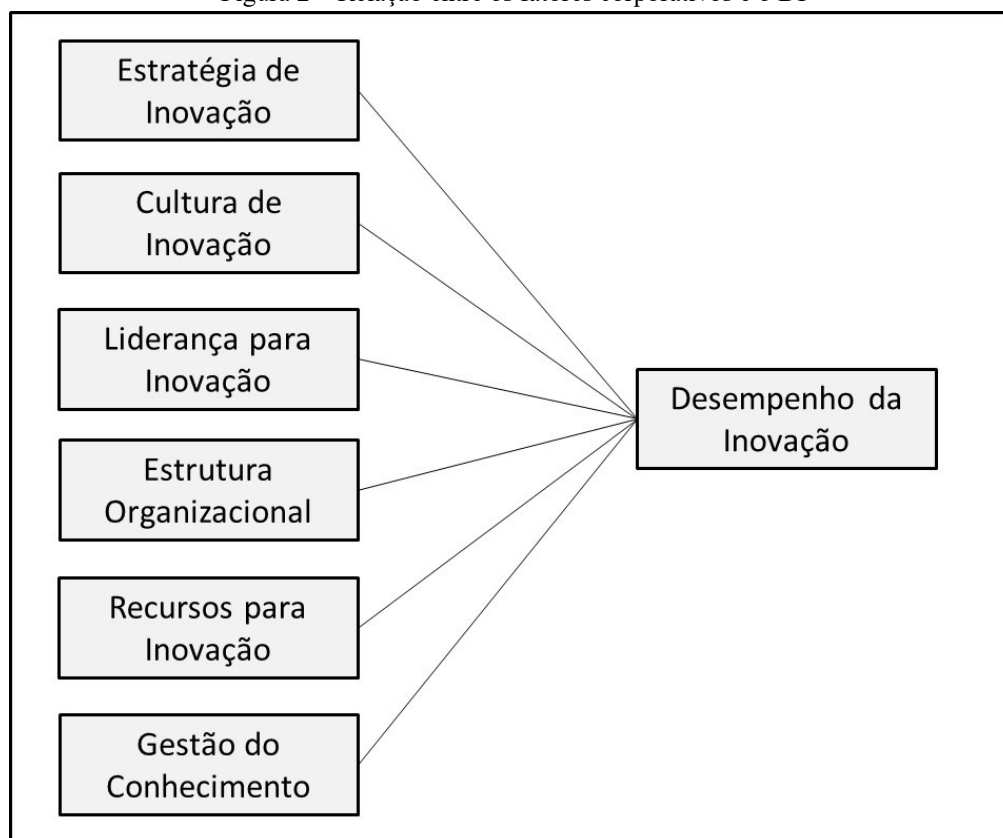 Estratégia de
Inovação
Cultura de
Inovação
Liderança para
Inovação
Estrutura
Organizacional
Recursos para
Inovação
Gestão do
Conhecimento
Desempenho da
Inovação